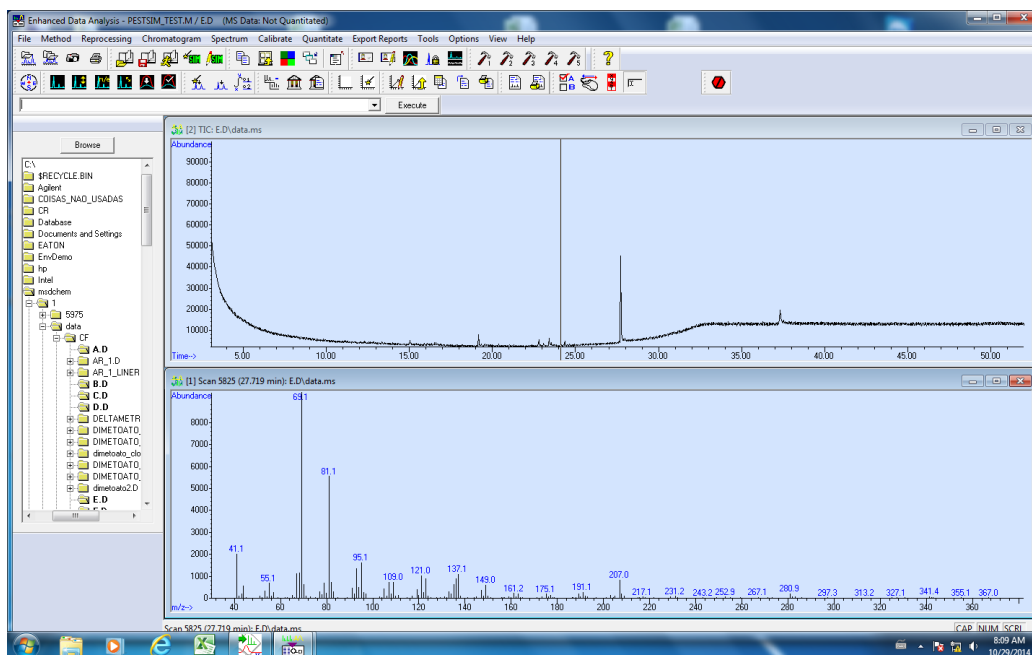 Enhanced Data Analysis - PESTSIM_TEST.M / E.D (MS Data: Not Quantitated)
File Method Reprocessing Chromatogram Spectrum Calibrate Quantitate Export Reports Tools Options View Help
Execute
Browse
C:\
$RECYCLE.BIN
Agilent
COISAS_NAO_USADAS
CR
Database
Documents and Settings
EATON
EnvDemo
hp
Intel
msdchem
1
5975
data
CF
A.D
AR_1.D
AR_1_LINER
B.D
C.D
D.D
DELTAMETR
DIMETOATO_
DIMETOATO_
dimetoato_clo
DIMETOATO_
DIMETOATO_
dimetoato2.D
E.D
[2] TIC: E.D\data.ms
Abundance
90000
80000
70000
60000
50000
40000
30000
20000
10000
Time-->
5.00 10.00 15.00 20.00 25.00 30.00 35.00 40.00 45.00 50.00
[1] Scan 5825 (27.719 min): E.D\data.ms
Abundance
8000
7000
6000
5000
4000
3000
2000
1000
0
m/z-->
69.1
81.1
41.1
55.1
95.1
109.0
121.0
137.1
149.0
161.2
175.1
191.1
207.0
217.1
231.2
243.2
252.9
267.1
280.9
297.3
313.2
327.1
341.4
355.1
367.0
40 60 80 100 120 140 160 180 200 220 240 260 280 300 320 340 360
Scan 5825 (27.719 min): E.D\data.ms
CAP NUM SCRL
8:09 AM
10/29/2014